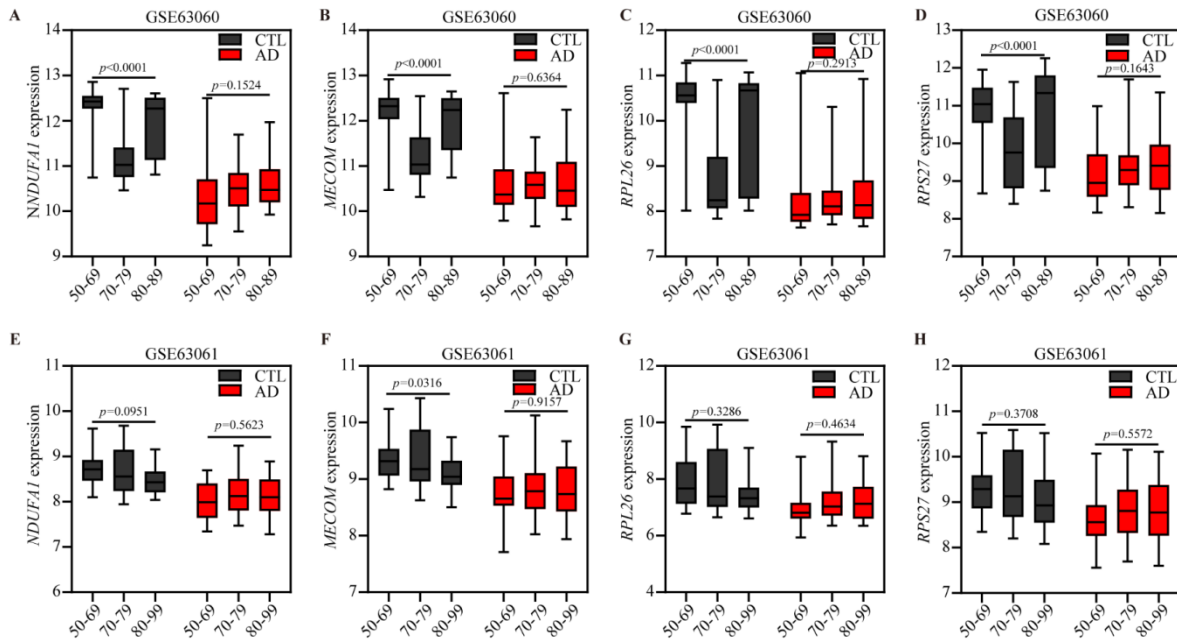 A
GSE63060
NNDUFA1 expression
14
13
12
11
10
9
CTL
AD
p<0.0001
p=0.1524
50-69
70-79
80-89
50-69
70-79
80-89
B
GSE63060
MECOM expression
14
13
12
11
10
9
CTL
AD
p<0.0001
p=0.6364
50-69
70-79
80-89
50-69
70-79
80-89
C
GSE63060
RPL26 expression
12
11
10
9
8
7
CTL
AD
p<0.0001
p=0.2913
50-69
70-79
80-89
50-69
70-79
80-89
D
GSE63060
RPS27 expression
13
12
11
10
9
8
7
CTL
AD
p<0.0001
p=0.1643
50-69
70-79
80-89
50-69
70-79
80-89
E
GSE63061
NDUFA1 expression
11
10
9
8
7
6
CTL
AD
p=0.0951
p=0.5623
50-69
70-79
80-99
50-69
70-79
80-99
F
GSE63061
MECOM expression
11
10
9
8
7
CTL
AD
p=0.0316
p=0.9157
50-69
70-79
80-99
50-69
70-79
80-99
G
GSE63061
RPL26 expression
12
10
8
6
4
CTL
AD
p=0.3286
p=0.4634
50-69
70-79
80-99
50-69
70-79
80-99
H
GSE63061
RPS27 expression
12
11
10
9
8
7
CTL
AD
p=0.3708
p=0.5572
50-69
70-79
80-99
50-69
70-79
80-99